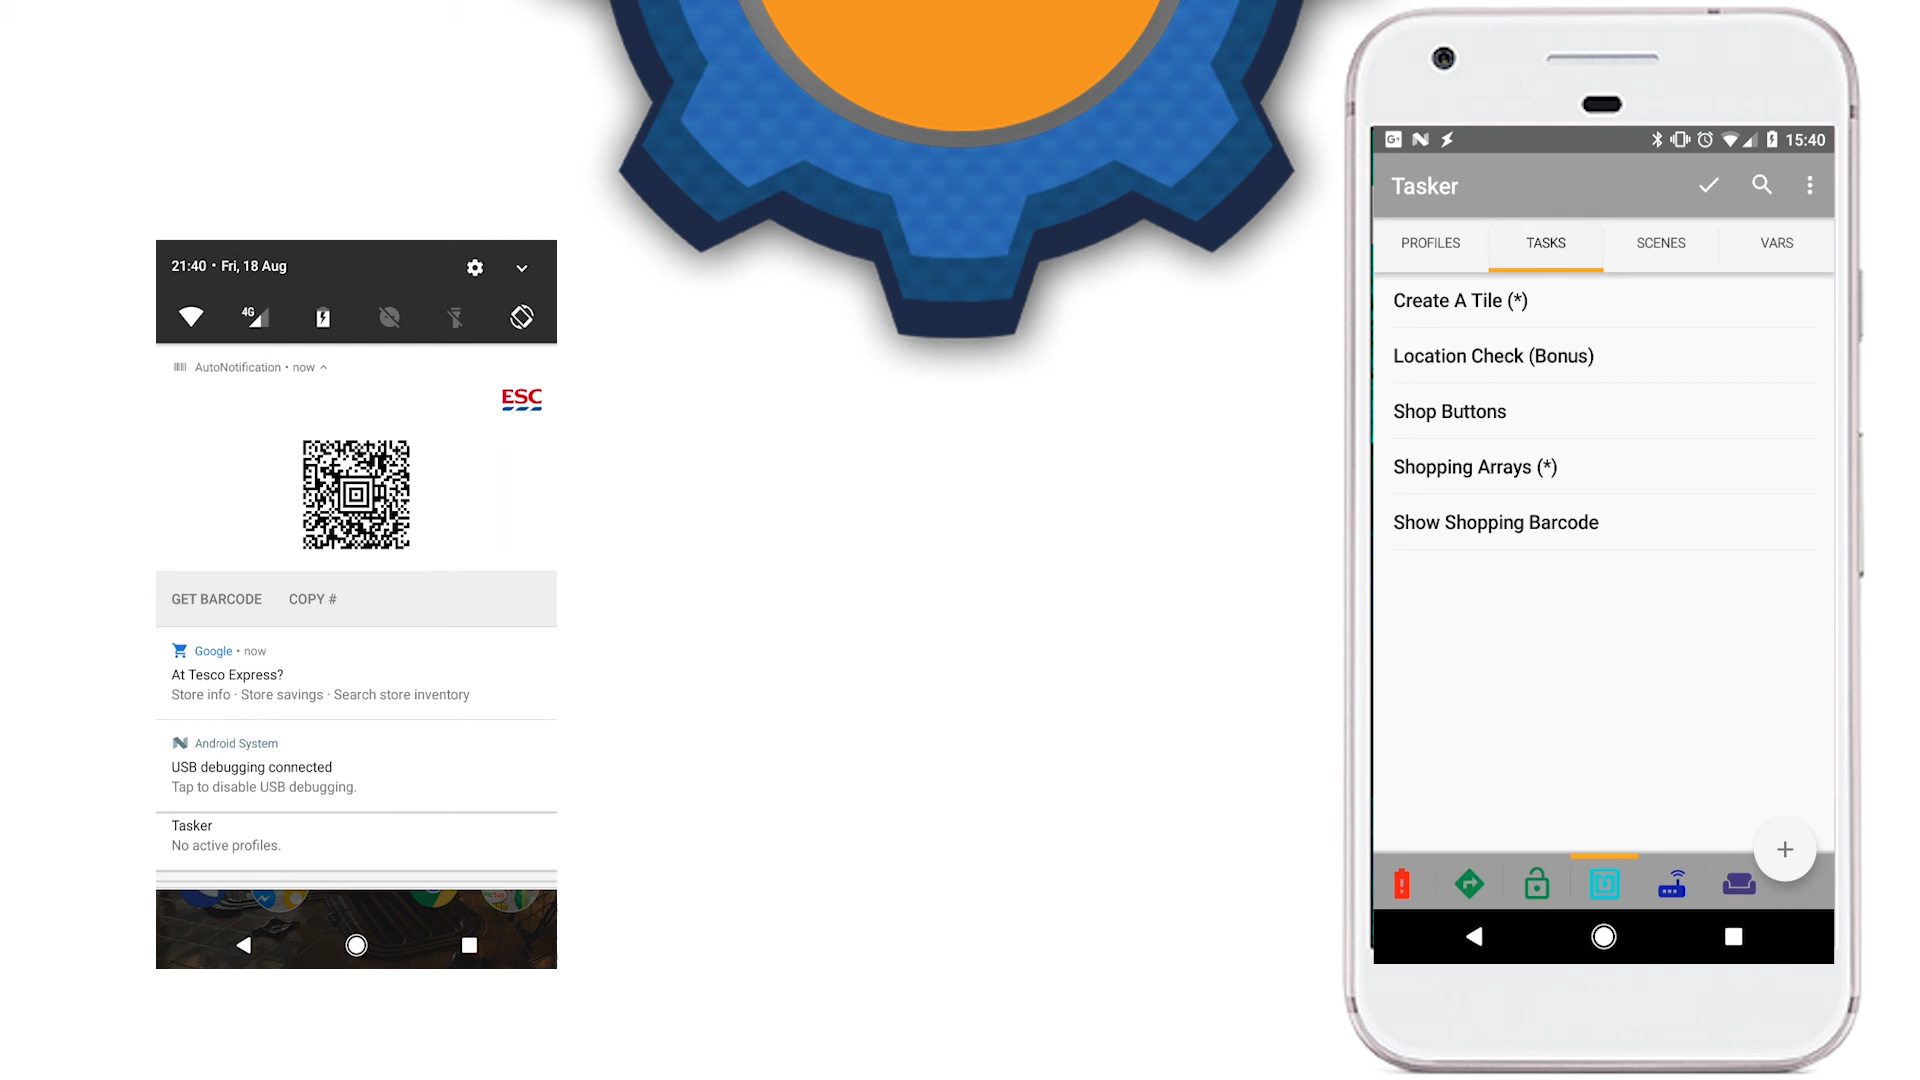 21:40 • Fri, 18 Aug
4G
AutoNotification • now
ESC
GET BARCODE COPY #
Google • now
At Tesco Express?
Store info · Store savings · Search store inventory
Android System
USB debugging connected
Tap to disable USB debugging.
Tasker
No active profiles.
G+ 15:40
Tasker
PROFILES TASKS SCENES VARS
Create A Tile (*)
Location Check (Bonus)
Shop Buttons
Shopping Arrays (*)
Show Shopping Barcode